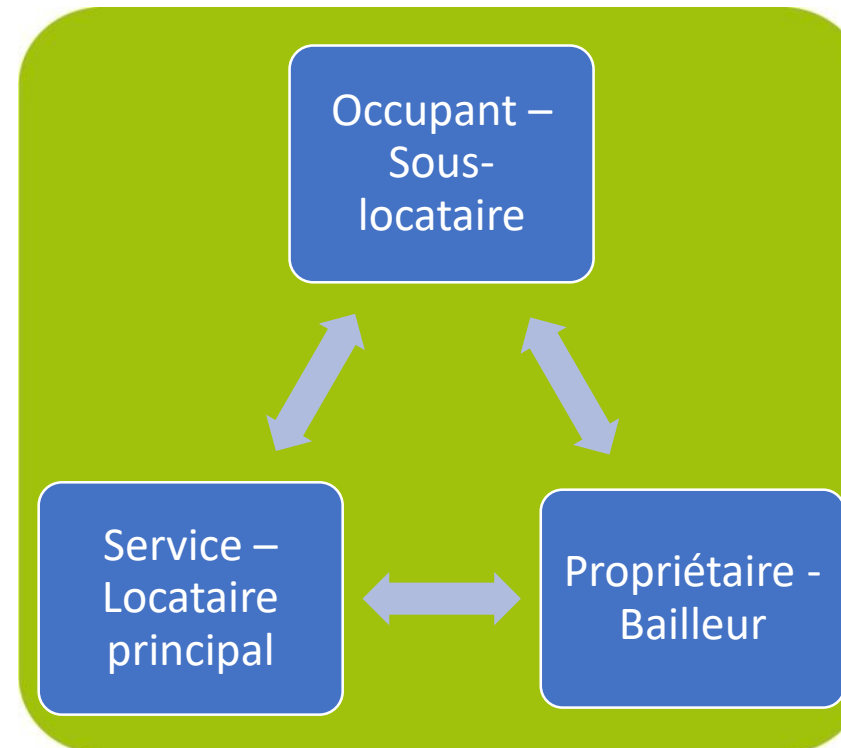 Occupant –
Sous-
locataire
Service –
Locataire
principal
Propriétaire -
Bailleur